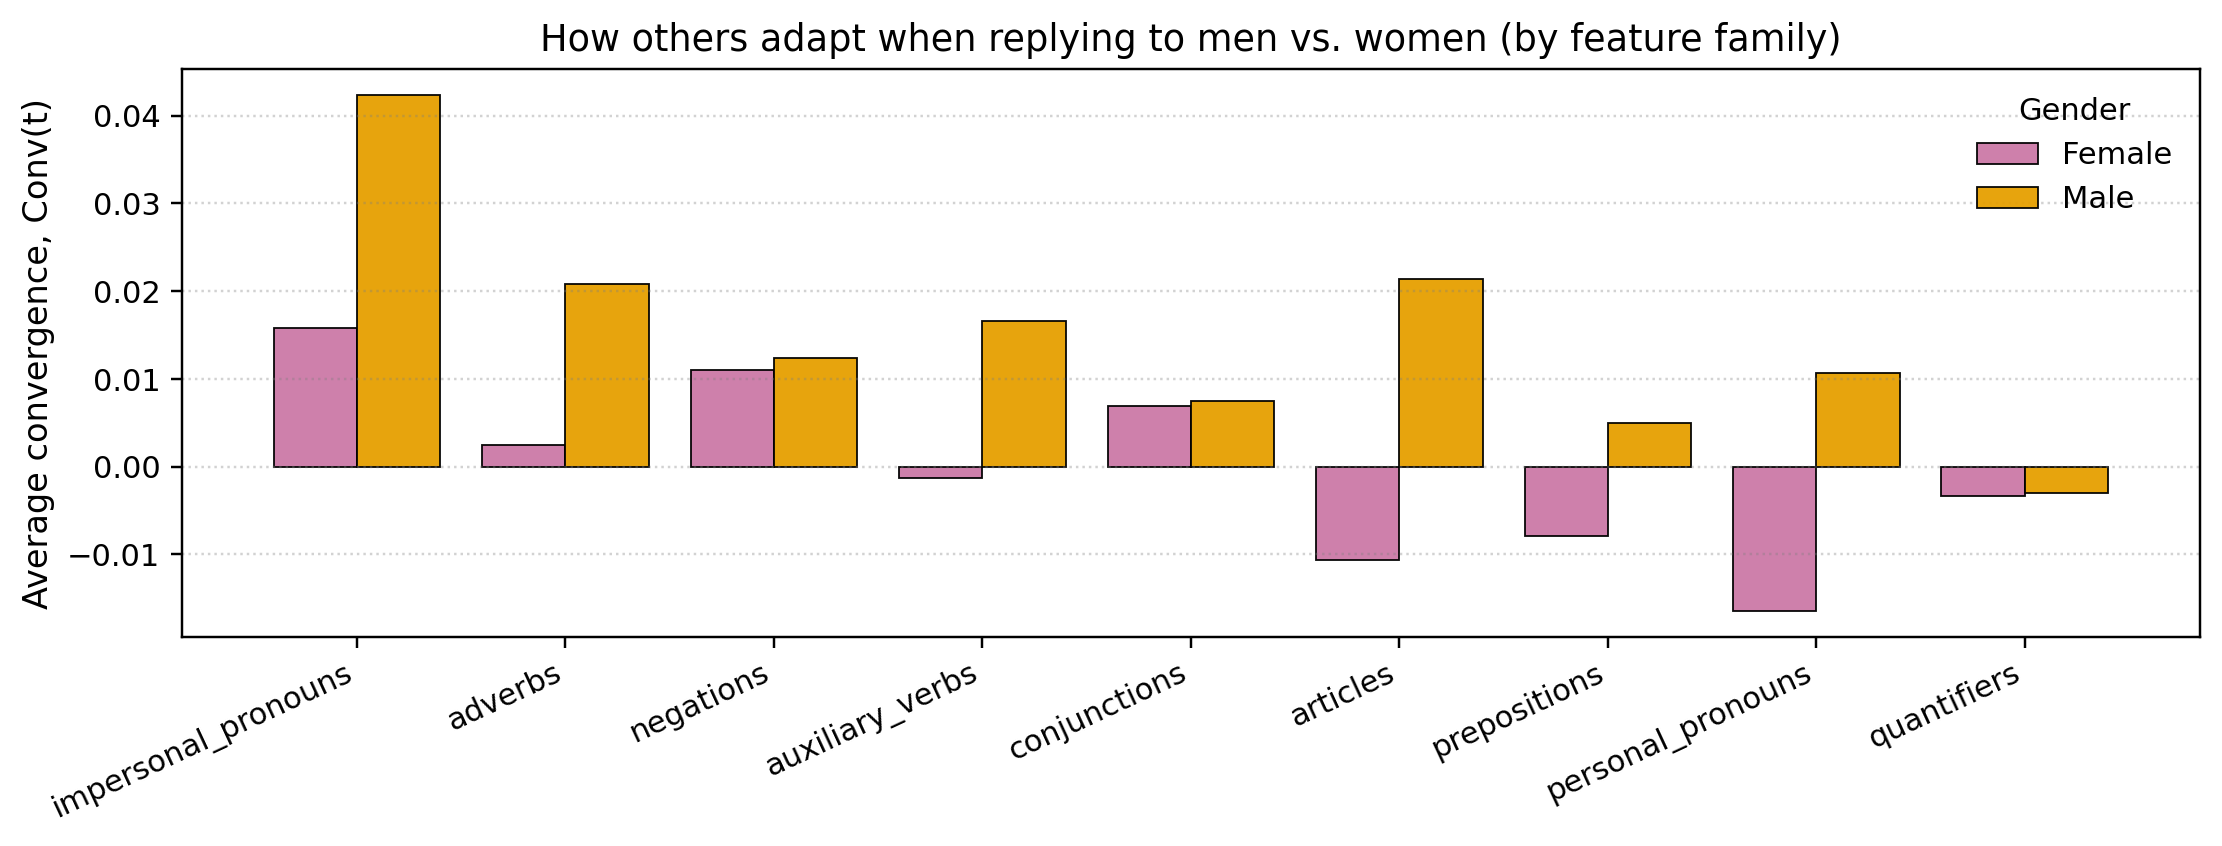 How others adapt when replying to men vs. women (by feature family)
Average convergence, Conv(t)
0.04
0.03
0.02
0.01
0.00
−0.01
Gender
Female
Male
impersonal_pronouns
adverbs
negations
auxiliary_verbs
conjunctions
articles
prepositions
personal_pronouns
quantifiers